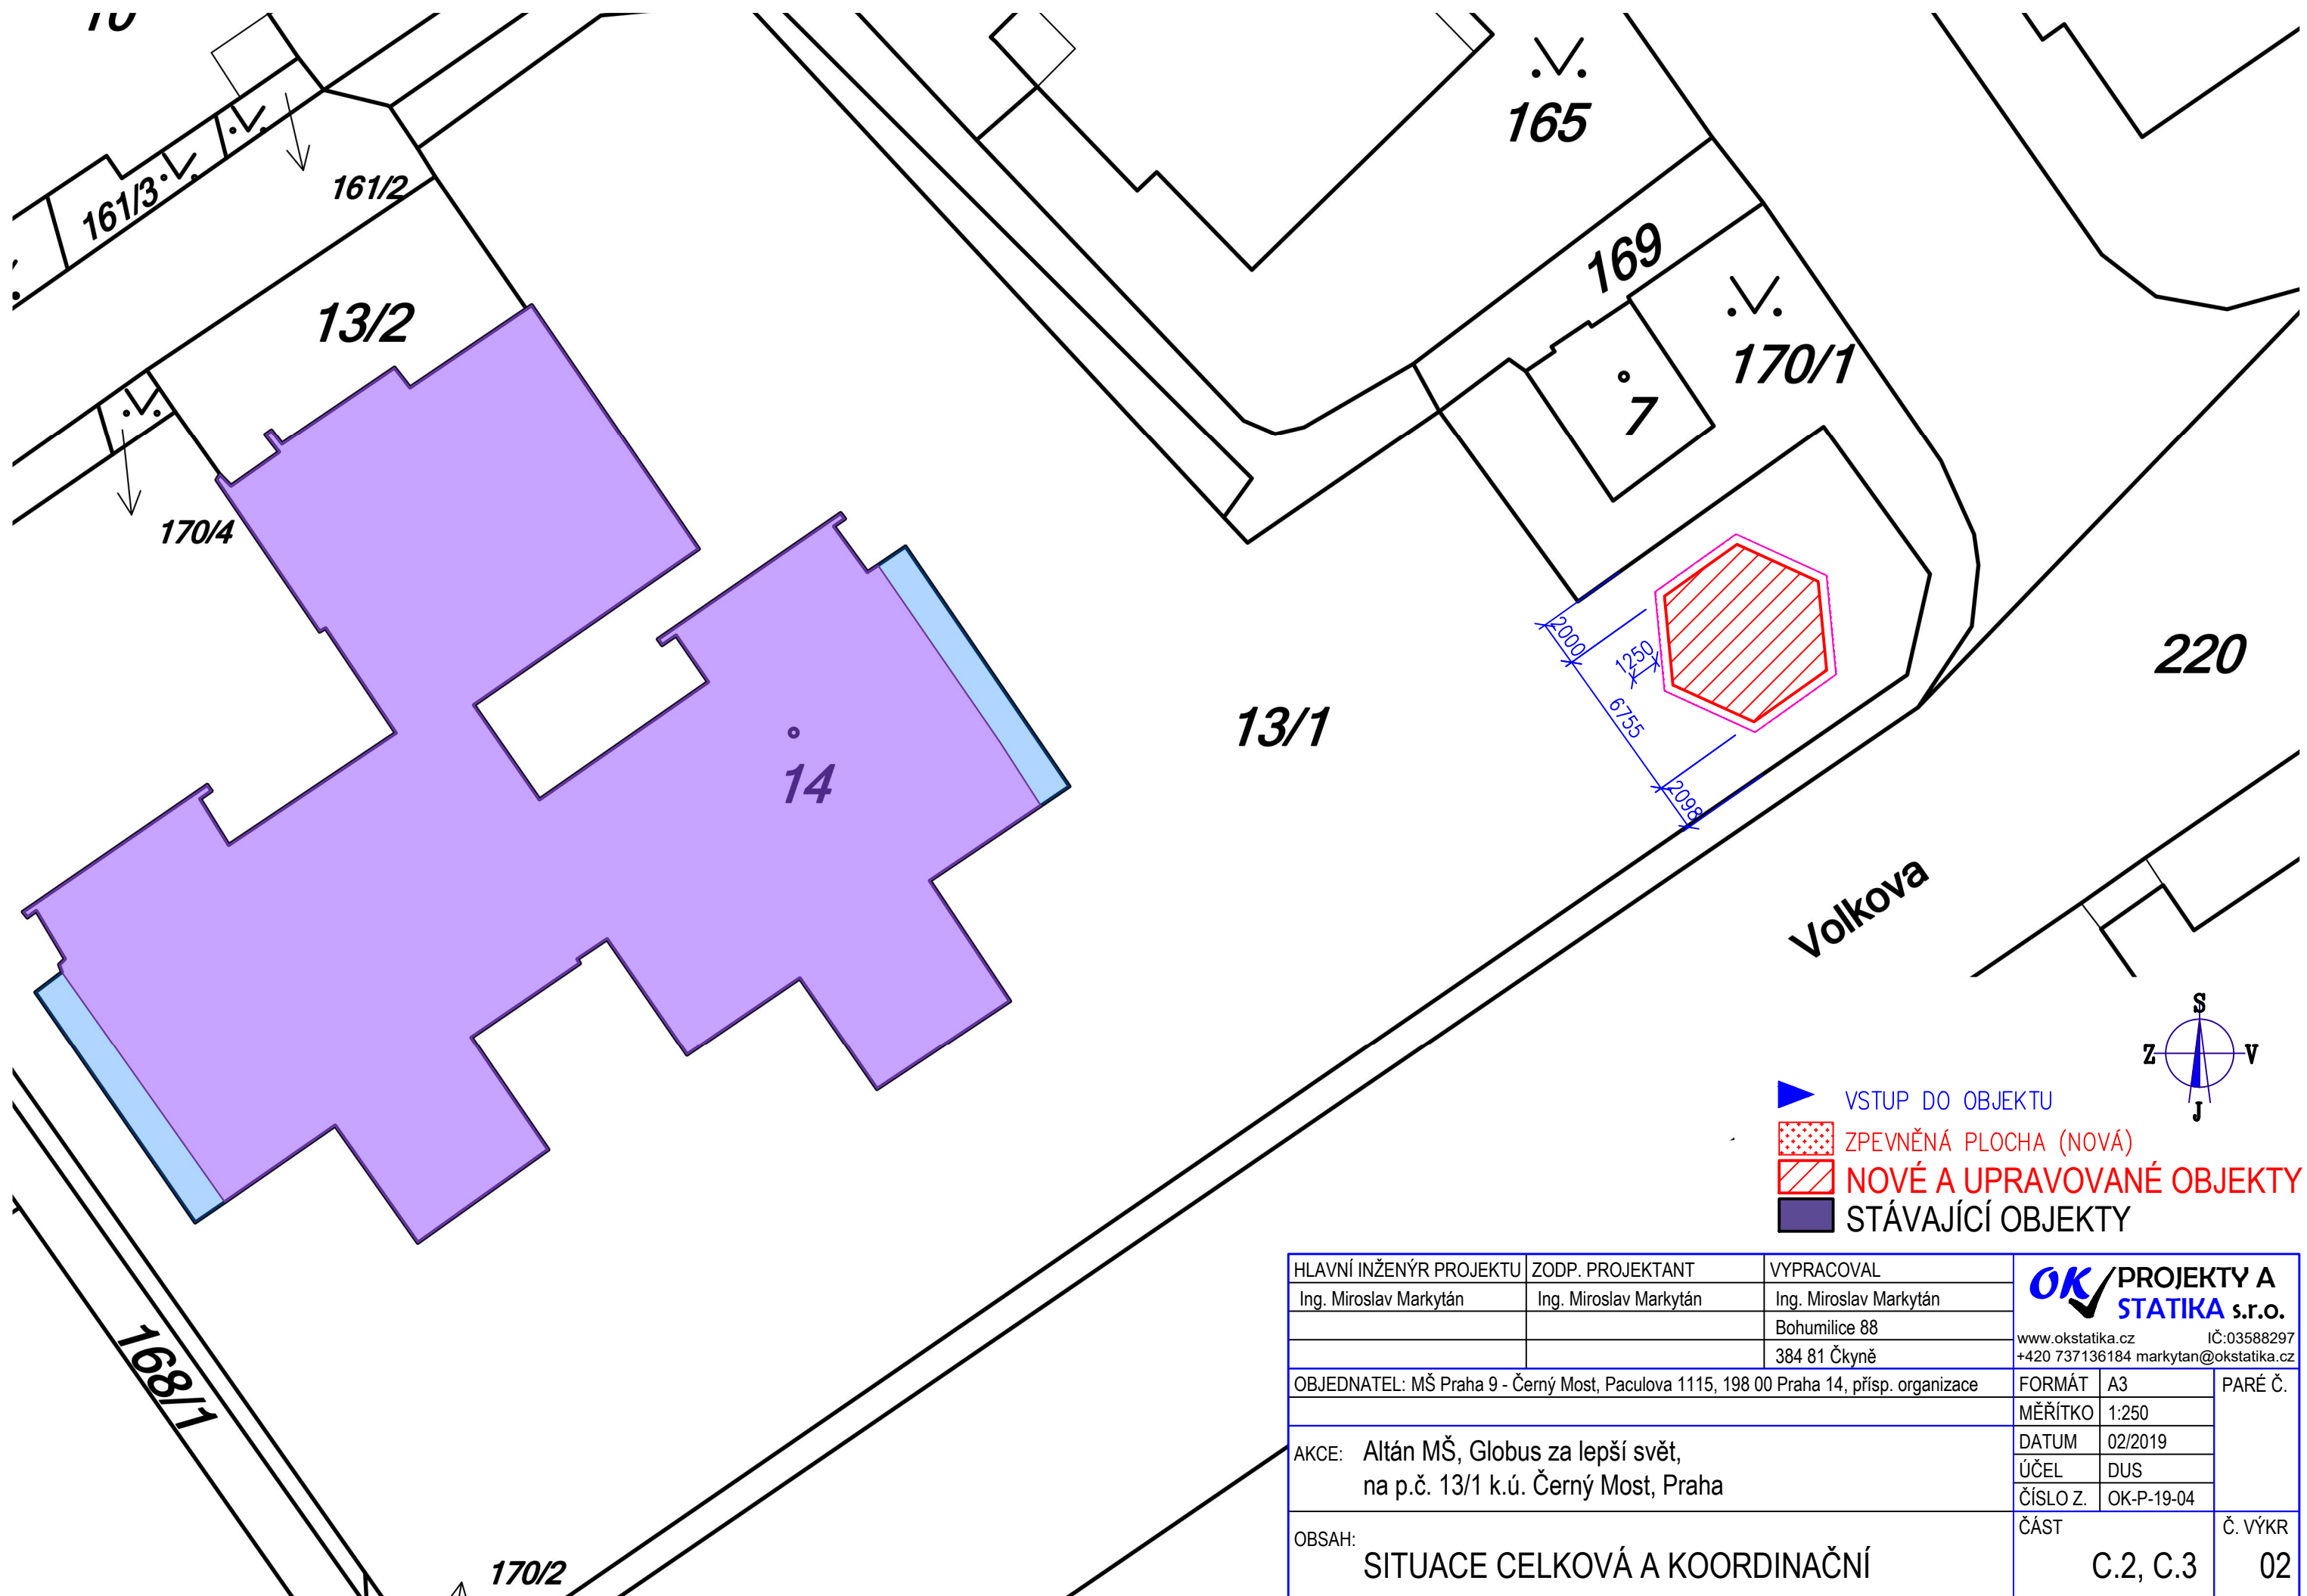 165
161/3
161/2
169
13/2
170/1
7
170/4
2000
1250
220
6755
13/1
14
2098
Volkova
S
Z
V
J
VSTUP DO OBJEKTU
ZPEVNĚNÁ PLOCHA (NOVÁ)
NOVÉ A UPRAVOVANÉ OBJEKTY
STÁVAJÍCÍ OBJEKTY
168/1
170/2
HLAVNÍ INŽENÝR PROJEKTU ZODP. PROJEKTANT VYPRACOVAL
Ing. Miroslav Markytán Ing. Miroslav Markytán Ing. Miroslav Markytán
Bohumilice 88
384 81 Čkyně
OK PROJEKTY A
STATIKA s.r.o.
www.okstatika.cz IČ:03588297
+420 737136184 markytan@okstatika.cz
OBJEDNATEL: MŠ Praha 9 - Černý Most, Paculova 1115, 198 00 Praha 14, přísp. organizace
FORMÁT A3 PARÉ Č.
MĚŘÍTKO 1:250
DATUM 02/2019
ÚČEL DUS
ČÍSLO Z. OK-P-19-04
AKCE: Altán MŠ, Globus za lepší svět,
na p.č. 13/1 k.ú. Černý Most, Praha
OBSAH:
SITUACE CELKOVÁ A KOORDINAČNÍ
ČÁST Č. VÝKR
C.2, C.3 02